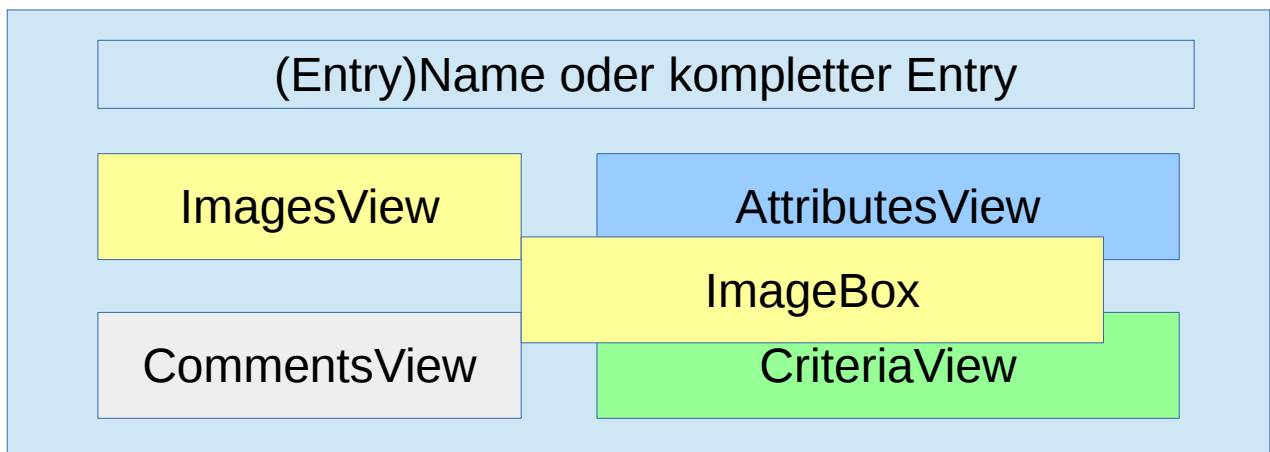 (Entry)Name oder kompletter Entry
ImagesView
AttributesView
ImageBox
CommentsView
CriteriaView